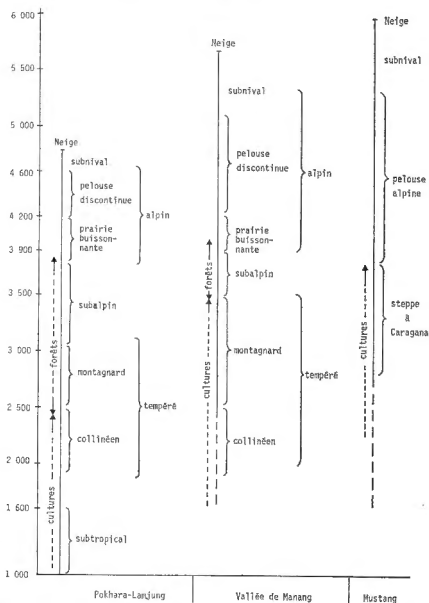 6 000
5 500
5 000
4 600
4 200
3 900
3 500
3 000
2 500
2 000
1 600
1 000
Neige
subnival
pelouse
discontinue
prairie
buisson-
nante
alpin
subalpin
montagnard
collinéen
tempéré
subtropical
forêts
cultures
Neige
subnival
pelouse
discontinue
alpin
prairie
buisson-
nante
subalpin
montagnard
tempéré
collinéen
forêts
cultures
Neige
subnival
pelouse
alpine
steppe
à
Caragana
cultures
Pokhara-Lamjung
Vallée de Manang
Mustang